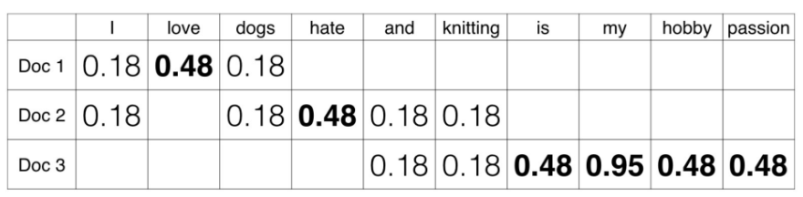 I love dogs hate and knitting is my hobby passion
Doc 1 0.18 0.48 0.18
Doc 2 0.18 0.18 0.48 0.18 0.18
Doc 3 0.18 0.18 0.48 0.95 0.48 0.48